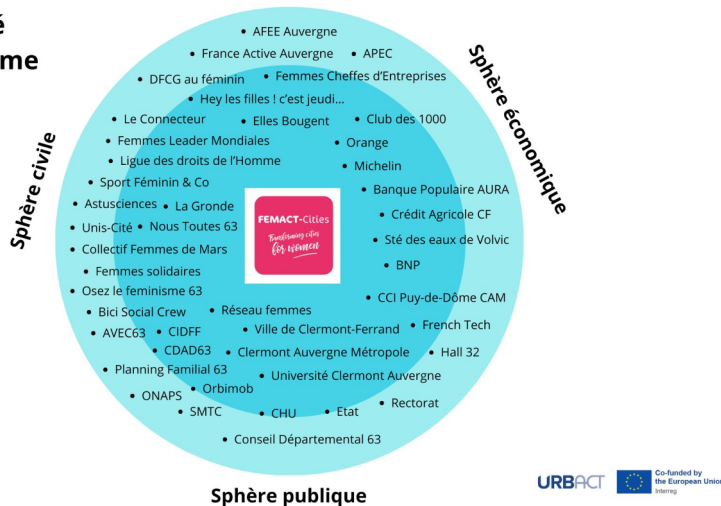 é
me
AFEE Auvergne
France Active Auvergne
APEC
DFCG au féminin
Femmes Cheffes d'Entreprises
Hey les filles ! c'est jeudi...
Le Connecteur
Elles Bougent
Club des 1000
Femmes Leader Mondiales
Orange
Ligue des droits de l'Homme
Michelin
Sport Féminin & Co
Banque Populaire AURA
Astusciences
La Gronde
Crédit Agricole CF
Unis-Cité
Nous Toutes 63
Sté des eaux de Volvic
Collectif Femmes de Mars
BNP
Femmes solidaires
Osez le feminisme 63
CCI Puy-de-Dôme CAM
Bici Social Crew
Réseau femmes
AVEC63
CIDFF
Ville de Clermont-Ferrand
French Tech
CDAD63
Clermont Auvergne Métropole
Hall 32
Planning Familial 63
Université Clermont Auvergne
ONAPS
Orbimob
Rectorat
SMTC
CHU
Etat
Conseil Départemental 63
Sphère civile
Sphère économique
Sphère publique
FEMACT-Cities
Transforming cities
for women
URBACT
Co-funded by
the European Union
Interreg